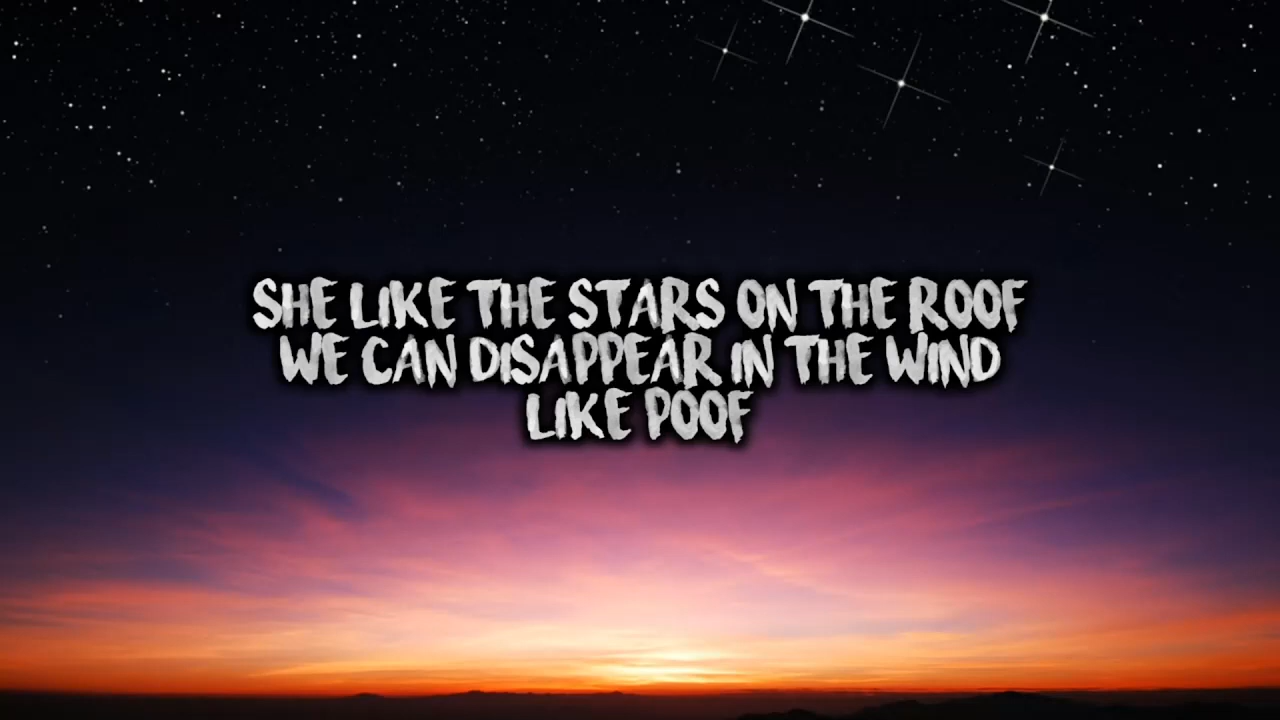 SHE LIKE THE STARS ON THE ROOF
WE CAN DISAPPEAR IN THE WIND
LIKE POOF